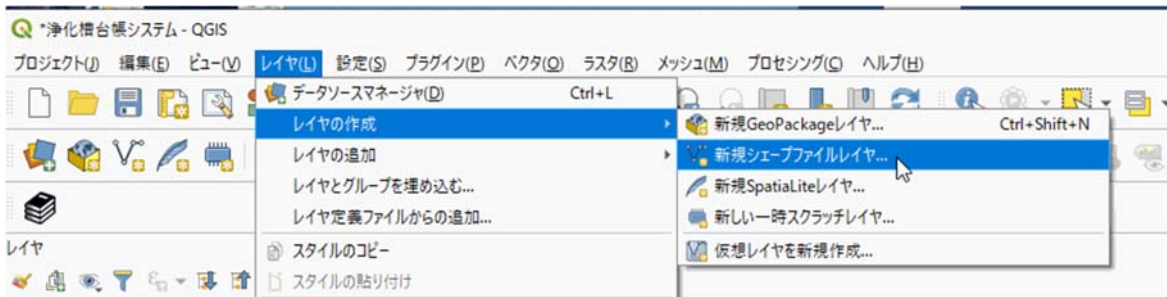 *浄化槽台帳システム - QGIS
プロジェクト(J) 編集(E) ビュー(V) レイヤ(L) 設定(S) プラグイン(P) ベクタ(O) ラスタ(R) メッシュ(M) プロセシング(C) ヘルプ(H)
データソースマネージャ(D) Ctrl+L
レイヤの作成
レイヤの追加
レイヤとグループを埋め込む...
レイヤ定義ファイルからの追加...
スタイルのコピー
スタイルの貼り付け
新規GeoPackageレイヤ... Ctrl+Shift+N
新規シェープファイルレイヤ...
新規SpatiaLiteレイヤ...
新しい一時スクラッチレイヤ...
仮想レイヤを新規作成...
レイヤ